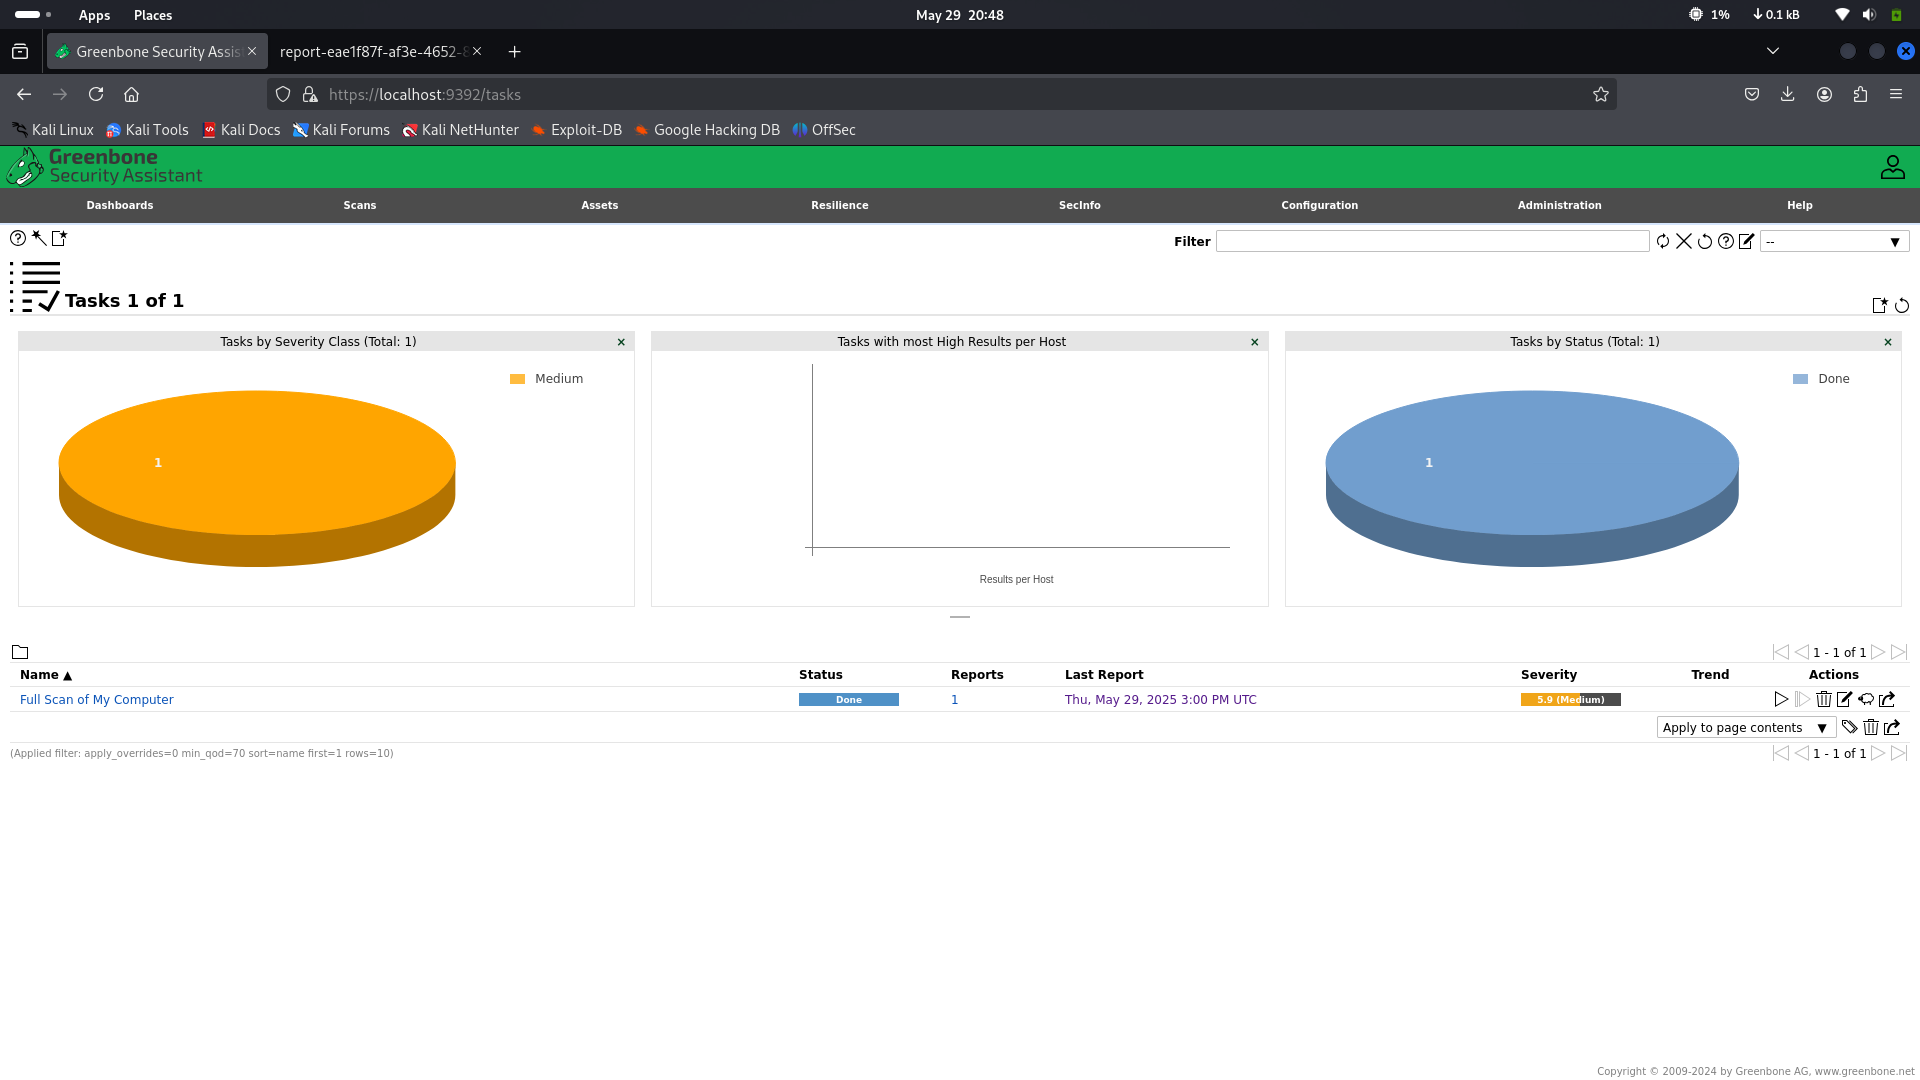 Apps Places May 29 20:48 1% 0.1 kB
Greenbone Security Assis report-eae1f87f-af3e-4652-8
https://localhost:9392/tasks
Kali Linux Kali Tools Kali Docs Kali Forums Kali NetHunter Exploit-DB Google Hacking DB OffSec
Greenbone
Security Assistant
Dashboards Scans Assets Resilience SecInfo Configuration Administration Help
Filter --
Tasks 1 of 1
Tasks by Severity Class (Total: 1) Tasks with most High Results per Host Tasks by Status (Total: 1)
Medium Done
1 1
Results per Host
1 - 1 of 1
Name ▲ Status Reports Last Report Severity Trend Actions
Full Scan of My Computer Done 1 Thu, May 29, 2025 3:00 PM UTC 5.9 (Medium)
Apply to page contents ▼
(Applied filter: apply_overrides=0 min_qod=70 sort=name first=1 rows=10) 1 - 1 of 1
Copyright © 2009-2024 by Greenbone AG, www.greenbone.net